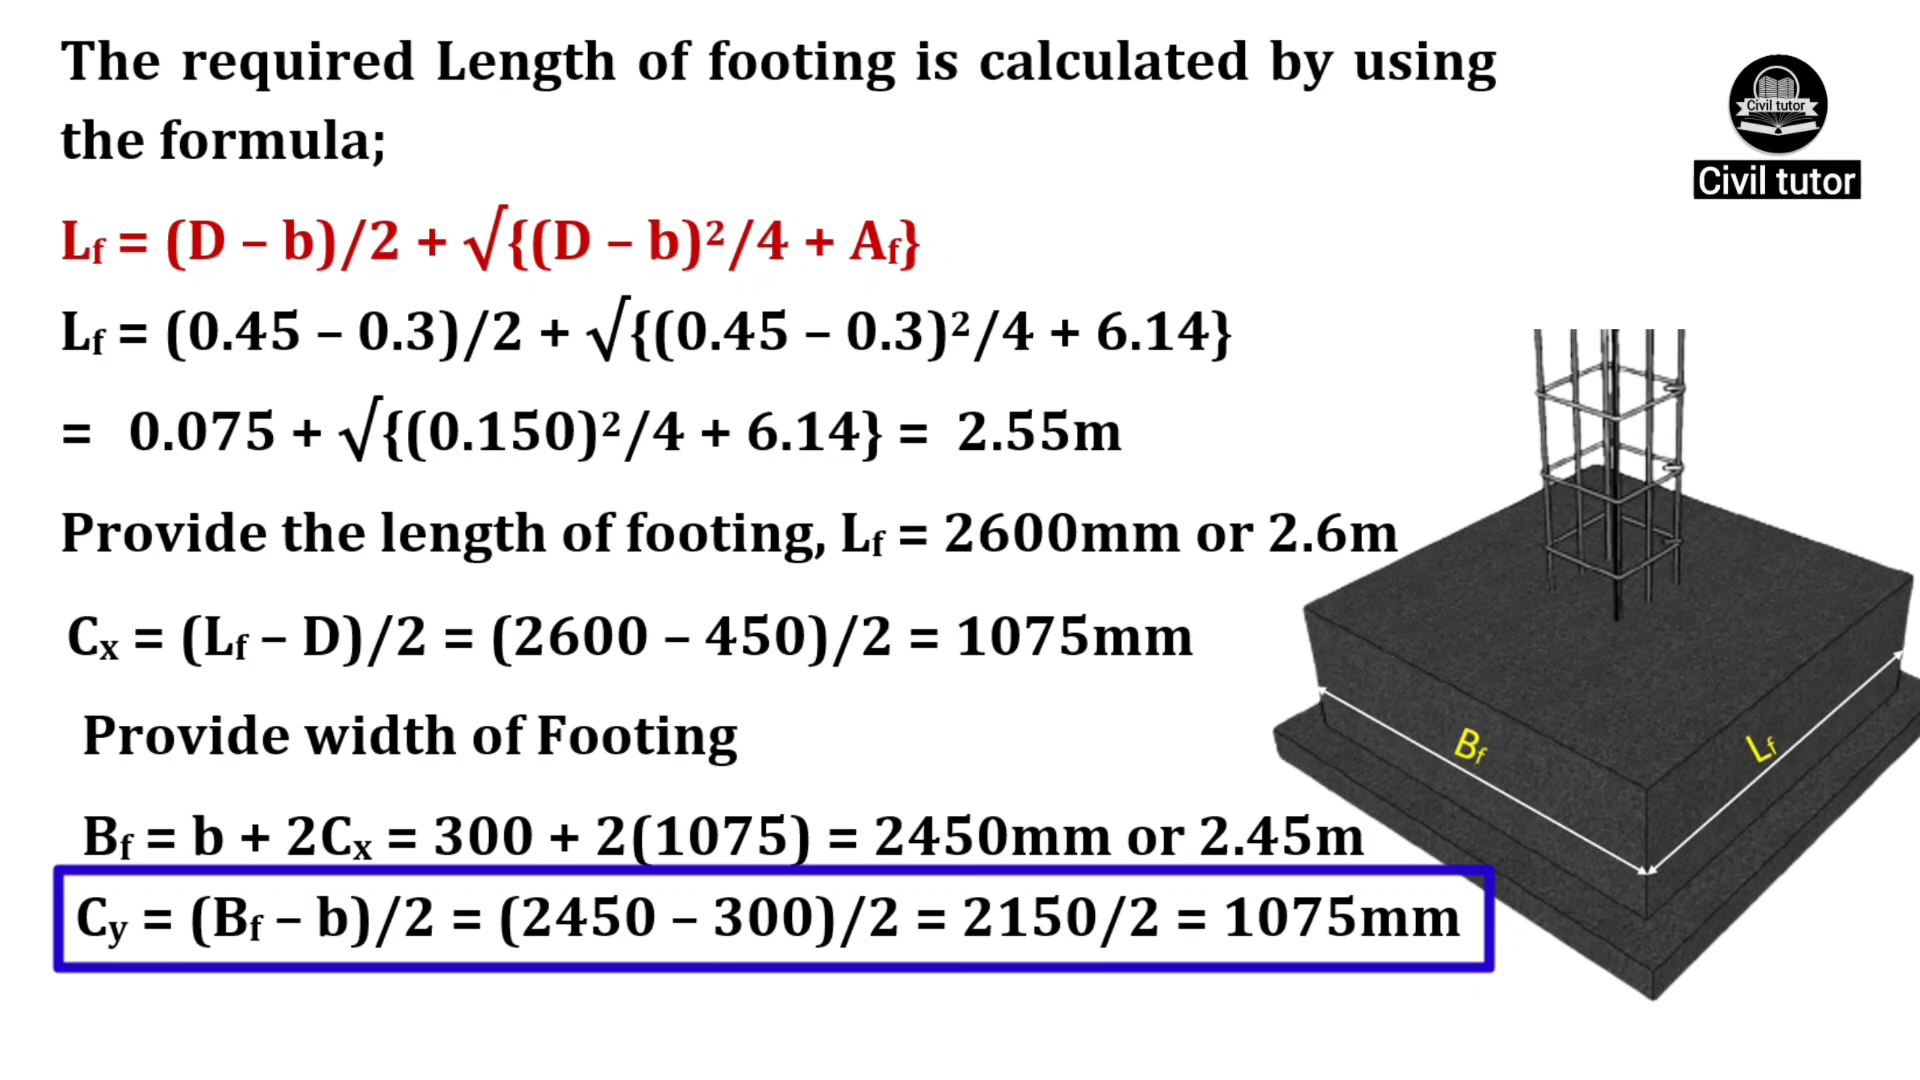 The required Length of footing is calculated by using
the formula;
Civil tutor
Civil tutor
L_f = (D – b)/2 + √{(D – b)²/4 + A_f}
L_f = (0.45 – 0.3)/2 + √{(0.45 – 0.3)²/4 + 6.14}
= 0.075 + √{(0.150)²/4 + 6.14} = 2.55m
Provide the length of footing, L_f = 2600mm or 2.6m
C_x = (L_f – D)/2 = (2600 – 450)/2 = 1075mm
Provide width of Footing
B_f
L_f
B_f = b + 2C_x = 300 + 2(1075) = 2450mm or 2.45m
C_y = (B_f – b)/2 = (2450 – 300)/2 = 2150/2 = 1075mm